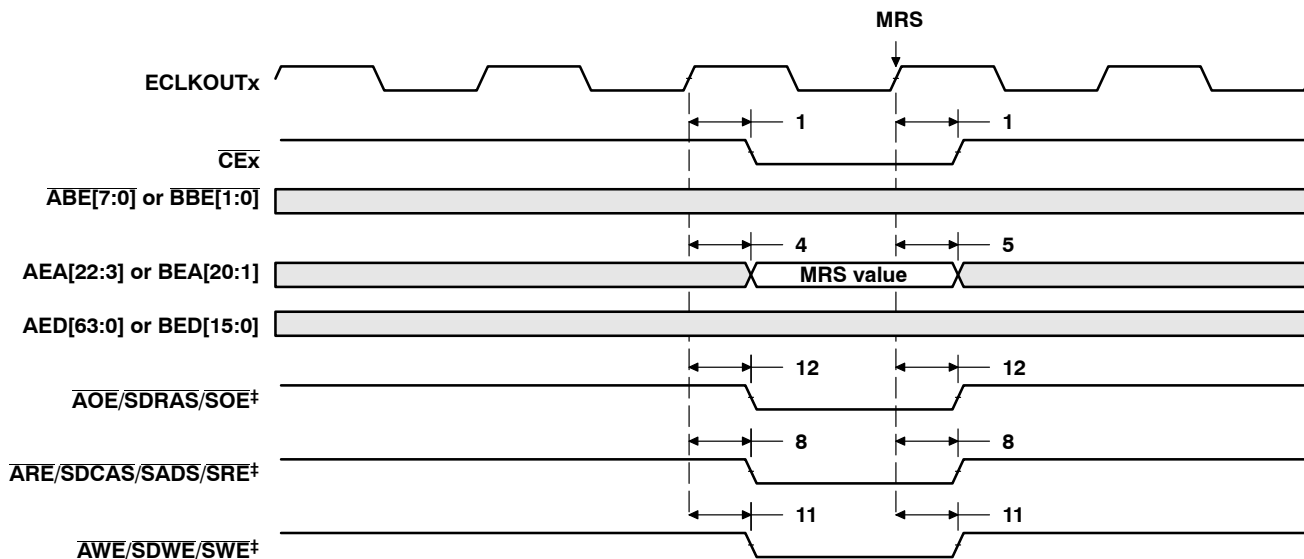 MRS
ECLKOUTx
1 1
CEx
ABE[7:0] or BBE[1:0]
4 5
AEA[22:3] or BEA[20:1] MRS value
AED[63:0] or BED[15:0]
12 12
AOE/SDRAS/SOE‡
8 8
ARE/SDCAS/SADS/SRE‡
11 11
AWE/SDWE/SWE‡